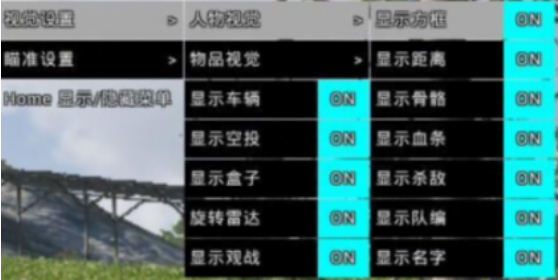 视觉设置 >
人物视觉 >
显示方框 ON
瞄准设置 >
物品视觉 >
显示距离 ON
Home 显示/隐藏菜单
显示车辆 ON
显示骨骼 ON
显示空投 ON
显示血条 ON
显示盒子 ON
显示杀敌 ON
旋转雷达 ON
显示队编 ON
显示观战 ON
显示名字 ON